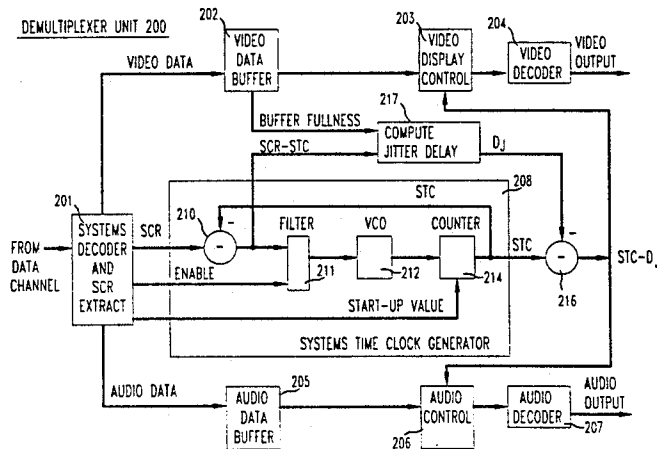 DEMULTIPLEXER UNIT 200
202
VIDEO
DATA
BUFFER
203
VIDEO
DISPLAY
CONTROL
204
VIDEO
DECODER
VIDEO
OUTPUT
VIDEO DATA
217
BUFFER FULLNESS
COMPUTE
JITTER DELAY
DJ
SCR-STC
201
SYSTEMS
DECODER
AND
SCR
EXTRACT
FROM
DATA
CHANNEL
SCR
210
-
-
STC
208
FILTER
VCO
COUNTER
211
212
214
STC
-
-
216
STC-DJ
ENABLE
START-UP VALUE
SYSTEMS TIME CLOCK GENERATOR
AUDIO DATA
205
AUDIO
DATA
BUFFER
AUDIO
CONTROL
206
AUDIO
DECODER
207
AUDIO
OUTPUT